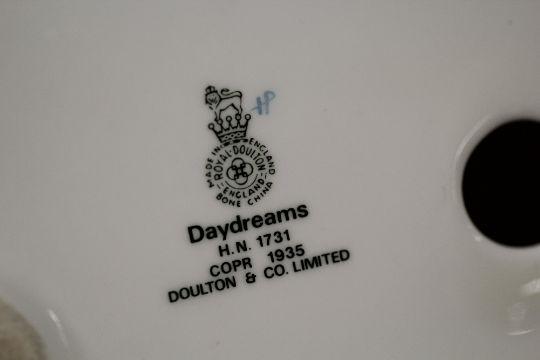 HP
MADE IN ENGLAND
ROYAL·DOULTON
ENGLAND
BONE CHINA
Daydreams
H.N. 1731
COPR 1935
DOULTON & CO. LIMITED